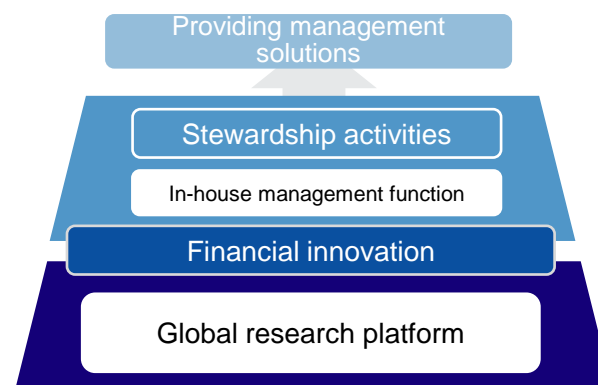 Providing management
solutions
Stewardship activities
In-house management function
Financial innovation
Global research platform